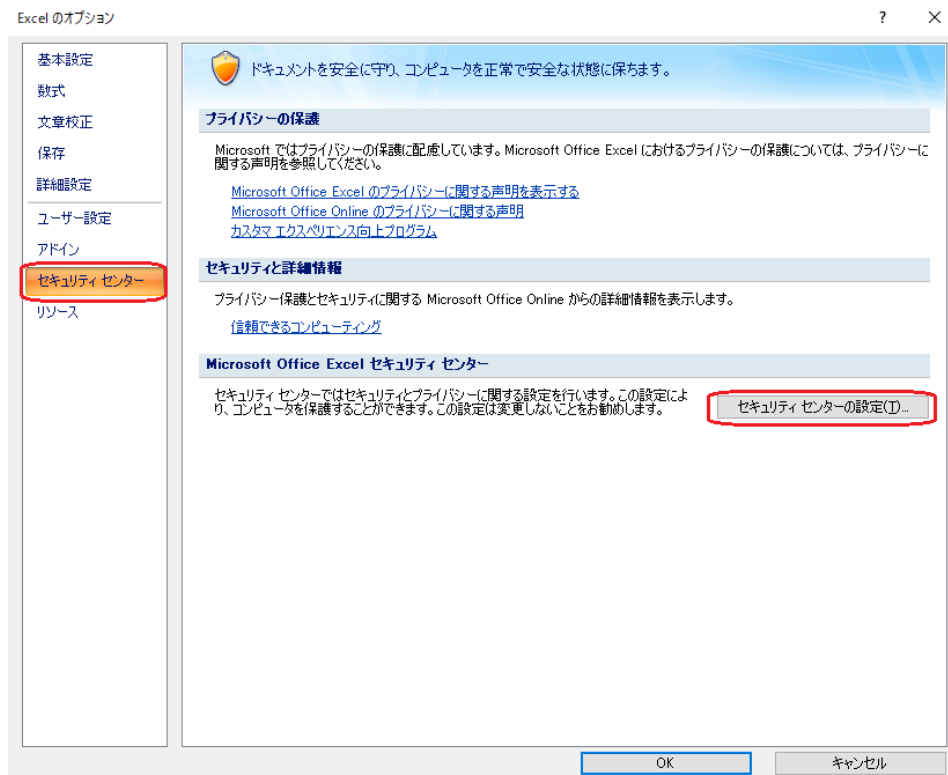 Excel のオプション
?
×
基本設定
数式
文章校正
保存
詳細設定
ユーザー設定
アドイン
セキュリティ センター
リソース
ドキュメントを安全に守り、コンピュータを正常で安全な状態に保ちます。
プライバシーの保護
Microsoft ではプライバシーの保護に配慮しています。Microsoft Office Excel におけるプライバシーの保護については、プライバシーに
関する声明を参照してください。
Microsoft Office Excel のプライバシーに関する声明を表示する
Microsoft Office Online のプライバシーに関する声明
カスタマ エクスペリエンス向上プログラム
セキュリティと詳細情報
プライバシー保護とセキュリティに関する Microsoft Office Online からの詳細情報を表示します。
信頼できるコンピューティング
Microsoft Office Excel セキュリティ センター
セキュリティ センターではセキュリティとプライバシーに関する設定を行います。この設定によ
り、コンピュータを保護することができます。この設定は変更しないことをお勧めします。
セキュリティ センターの設定(T)...
OK
キャンセル